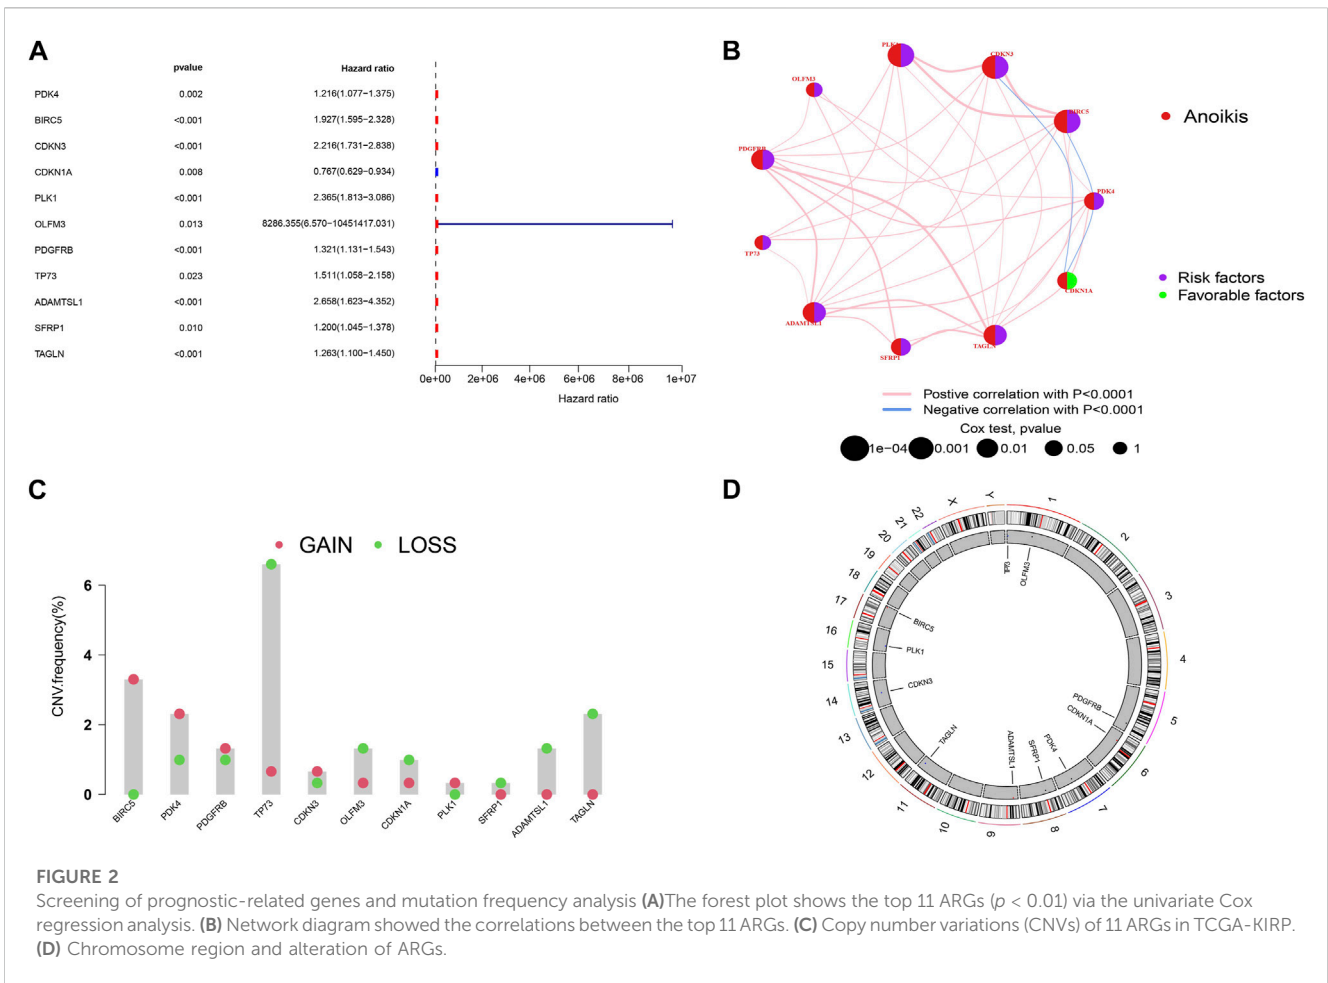 A
pvalue Hazard ratio
PDK4 0.002 1.216(1.077−1.375)
BIRC5 <0.001 1.927(1.595−2.328)
CDKN3 <0.001 2.216(1.731−2.838)
CDKN1A 0.008 0.767(0.629−0.934)
PLK1 <0.001 2.365(1.813−3.086)
OLFM3 0.013 8286.355(6.570−10451417.031)
PDGFRB <0.001 1.321(1.131−1.543)
TP73 0.023 1.511(1.058−2.158)
ADAMTSL1 <0.001 2.658(1.623−4.352)
SFRP1 0.010 1.200(1.045−1.378)
TAGLN <0.001 1.263(1.100−1.450)
0e+00 2e+06 4e+06 6e+06 8e+06 1e+07
Hazard ratio
B
PLK1
CDKN3
OLFM3
BIRC5
PDGFRB
PDK4
TP73
CDKN1A
ADAMTSL1
TAGLN
SFRP1
Anoikis
Risk factors
Favorable factors
Postive correlation with P<0.0001
Negative correlation with P<0.0001
Cox test, pvalue
1e−04 0.001 0.01 0.05 1
C
GAIN LOSS
CNV.frequency(%)
6
4
2
0
BIRC5 PDK4 PDGFRB TP73 CDKN3 OLFM3 CDKN1A PLK1 SFRP1 ADAMTSL1 TAGLN
D
1 2 3 4 5 6 7 8 9 10 11 12 13 14 15 16 17 18 19 20 21 22 X Y
OLFM3
PDGFRB
CDKN1A
PDK4
SFRP1
ADAMTSL1
TAGLN
CDKN3
PLK1
BIRC5
FIGURE 2
Screening of prognostic-related genes and mutation frequency analysis (A)The forest plot shows the top 11 ARGs (p < 0.01) via the univariate Cox
regression analysis. (B) Network diagram showed the correlations between the top 11 ARGs. (C) Copy number variations (CNVs) of 11 ARGs in TCGA-KIRP.
(D) Chromosome region and alteration of ARGs.